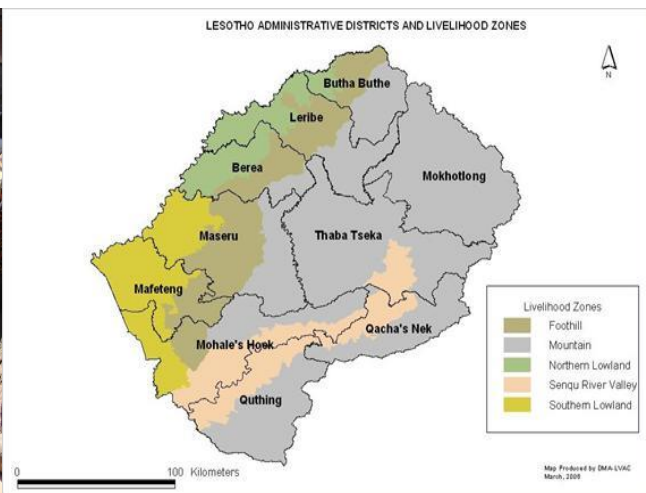 LESOTHO ADMINISTRATIVE DISTRICTS AND LIVELIHOOD ZONES
N
Butha Buthe
Leribe
Berea
Mokhotlong
Maseru
Thaba Tseka
Mafeteng
Mohale's Hoek
Qacha's Nek
Quthing
Livelihood Zones
Foothill
Mountain
Northern Lowland
Senqu River Valley
Southern Lowland
0 100 Kilometers
Map Produced by DMA-LVAC